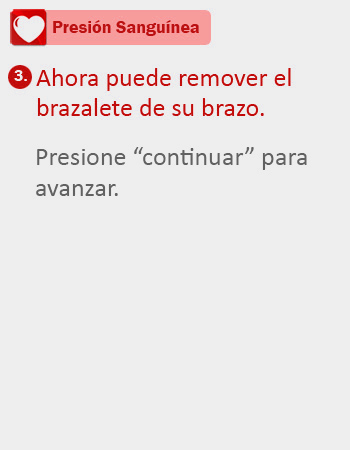 Presión Sanguínea
3. Ahora puede remover el
brazalete de su brazo.
Presione “continuar” para
avanzar.